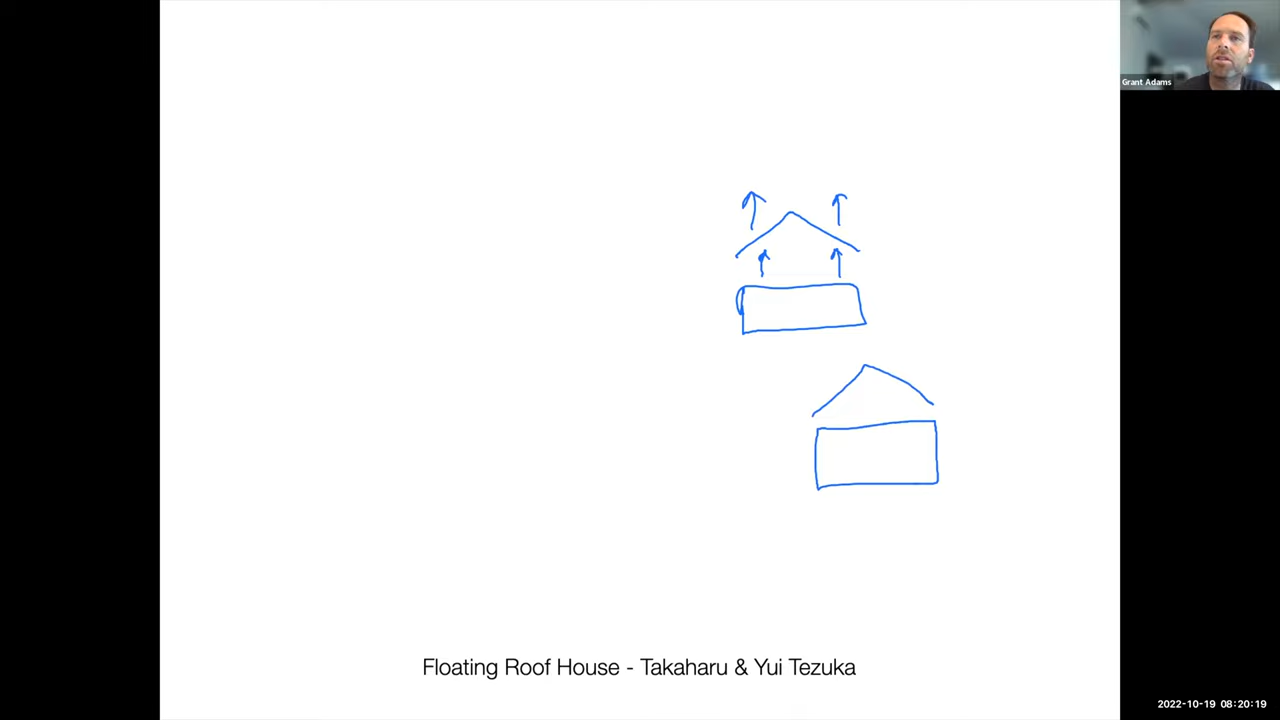 Grant Adams
Floating Roof House - Takaharu & Yui Tezuka
2022-10-19 08:20:19